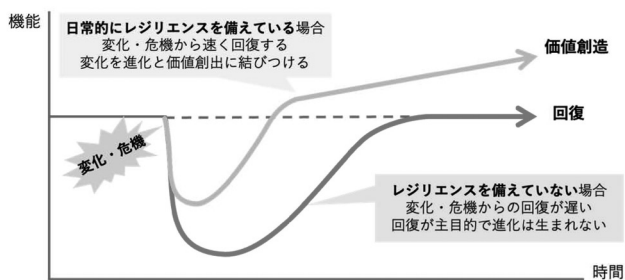 機能
日常的にレジリエンスを備えている場合
変化・危機から速く回復する
変化を進化と価値創出に結びつける
価値創造
回復
変化・危機
レジリエンスを備えていない場合
変化・危機からの回復が遅い
回復が主目的で進化は生まれない
時間